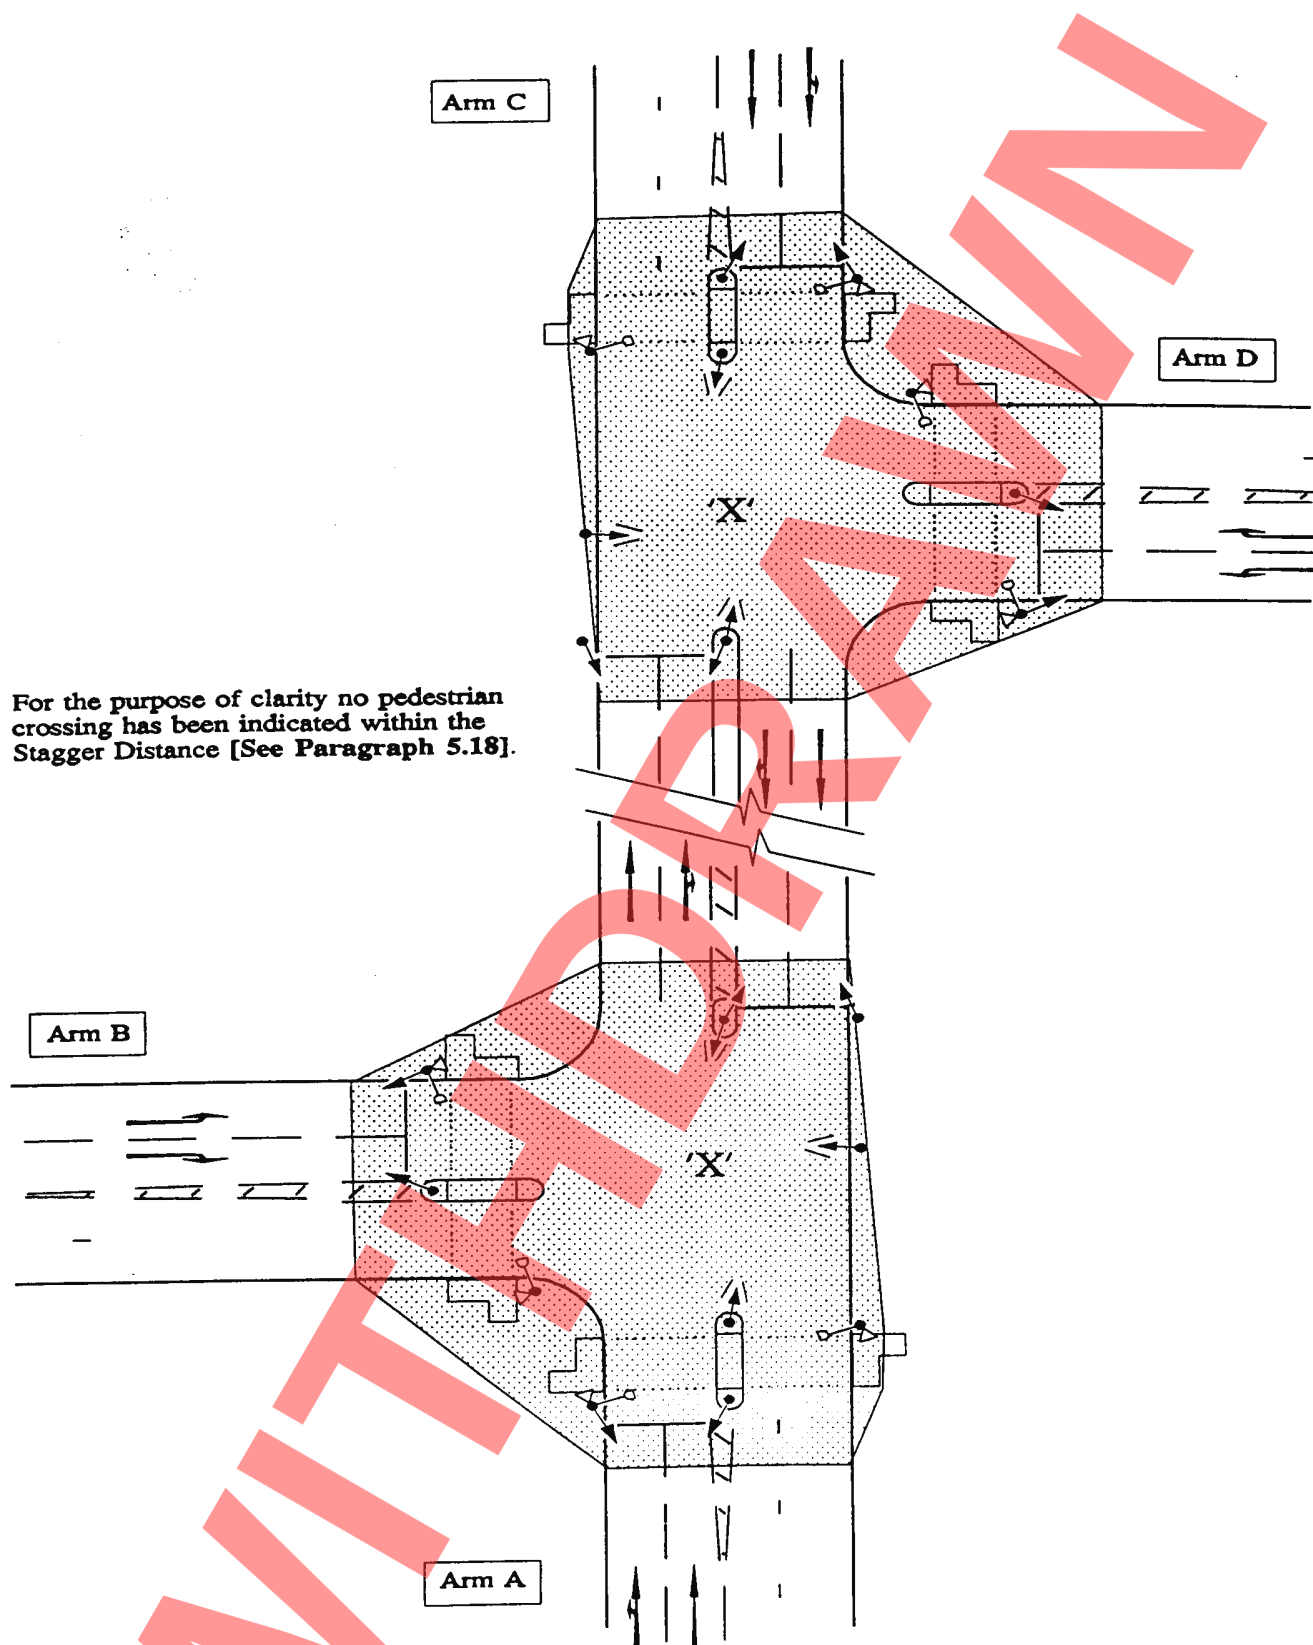 Arm C
Arm D
'X'
For the purpose of clarity no pedestrian
crossing has been indicated within the
Stagger Distance [See Paragraph 5.18].
Arm B
'X'
Arm A
WITHDRAWN